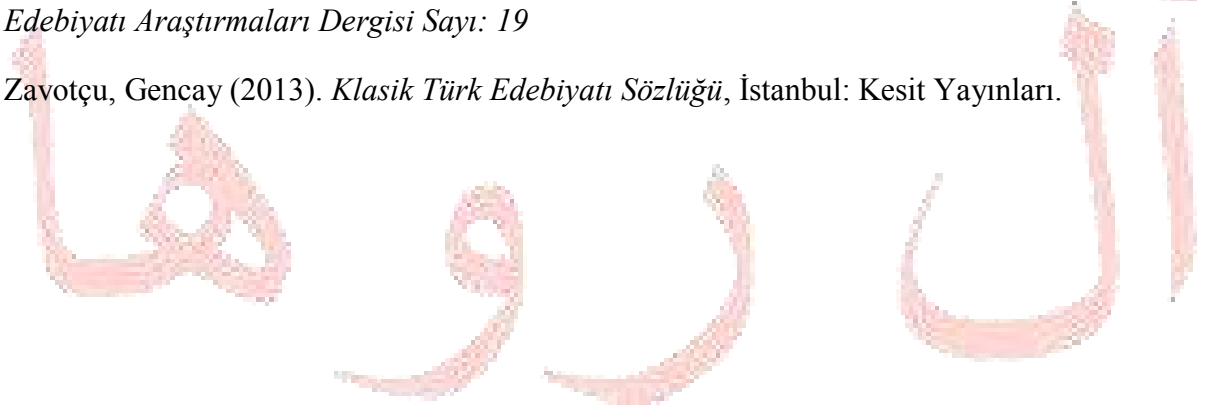 Edebiyatı Araştırmaları Dergisi Sayı: 19
Zavotçu, Gencay (2013). Klasik Türk Edebiyatı Sözlüğü, İstanbul: Kesit Yayınları.
ال روها